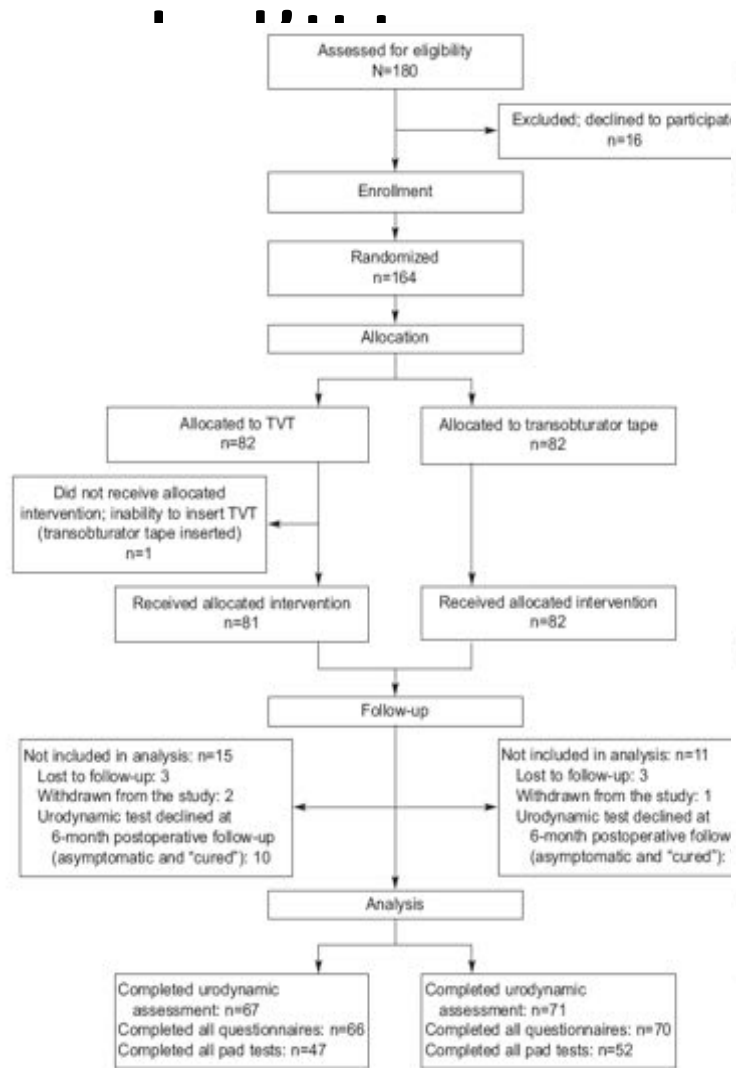 Assessed for eligibility
N=180
Excluded; declined to participate
n=16
Enrollment
Randomized
n=164
Allocation
Allocated to TVT
n=82
Allocated to transobturator tape
n=82
Did not receive allocated
intervention; inability to insert TVT
(transobturator tape inserted)
n=1
Received allocated intervention
n=81
Received allocated intervention
n=82
Follow-up
Not included in analysis: n=15
Lost to follow-up: 3
Withdrawn from the study: 2
Urodynamic test declined at
6-month postoperative follow-up
(asymptomatic and "cured"): 10
Not included in analysis: n=11
Lost to follow-up: 3
Withdrawn from the study: 1
Urodynamic test declined at
6-month postoperative follow-
(asymptomatic and "cured"):
Analysis
Completed urodynamic
assessment: n=67
Completed all questionnaires: n=66
Completed all pad tests: n=47
Completed urodynamic
assessment: n=71
Completed all questionnaires: n=70
Completed all pad tests: n=52